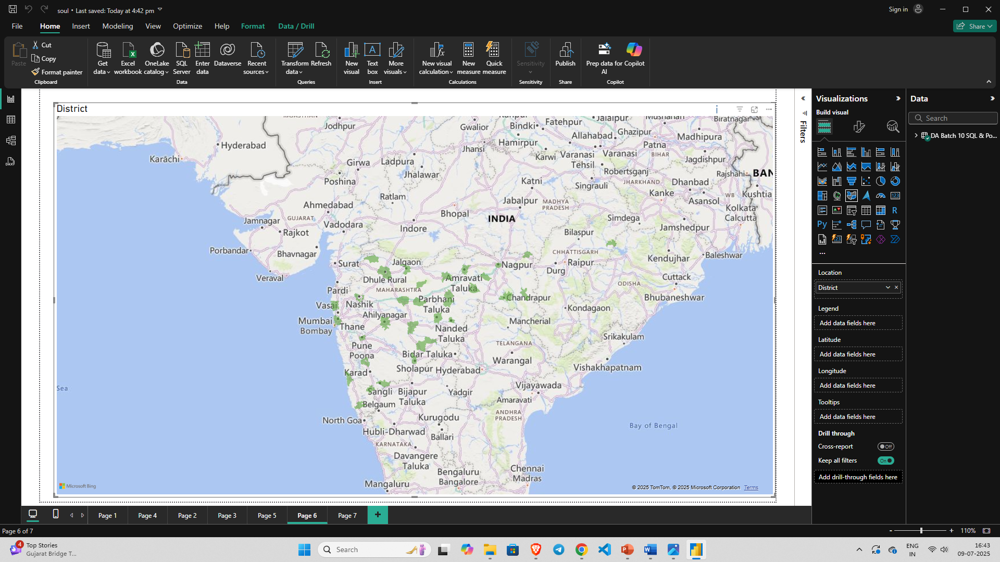 soul • Last saved: Today at 4:42 pm
Sign in
File
Home
Insert
Modeling
View
Optimize
Help
Format
Data / Drill
Share
Paste
Cut
Copy
Format painter
Clipboard
Get data
Excel workbook
OneLake catalog
SQL Server
Enter data
Dataverse
Recent sources
Data
Transform data
Refresh
Queries
New visual
Text box
More visuals
Insert
New visual calculation
New measure
Quick measure
Calculations
Sensitivity
Sensitivity
Publish
Share
Prep data for AI
Copilot
Copilot
District
Jodhpur
Gwalior
Bindki
Fatehpur
Jalalpur
Biratnagar
Hyderabad
Allahabad
Ghazipur
Madhipura
Hamirpur
Patna
Jhansi
BIHAR
Karāchi
Karwi
Varanasi Tehsil
Varanasi
Jagdishpur
Girwa
Ladpura
Robertsganj
Rajshahi
BAN
Jhalawar
Poshina
Katni
Singrauli
JHARKHAND
Dhanbad
Kanke
WB
Kushtia
Ratlam
Jabalpur
MADHYA PRADESH
Asansol
Ahmedabad
Bhopal
Kolkata
Calcutta
GUJARAT
INDIA
Simdega
Jamnagar
Vadodara
Indore
Jamshedpur
Rajkot
Bilaspur
Porbandar
Bhavnagar
CHHATTISGARH
Kendujhar
Baleshwar
Surat
Jalgaon
Nagpur
Raipur
Durg
Veraval
Dhule Rural
Amravati Taluka
Cuttack
Pardi
MAHARASHTRA
ODISHA
Vasai
Nashik
Parbhani Taluka
Chandrapur
Bhubaneshwar
Kondagaon
Ahilyanagar
Mumbai
Bombay
Thane
Nanded Taluka
Mancherial
Srikakulam
Pune
Poona
TELANGANA
Bidar Taluka
Warangal
Sholapur
Hyderabad
Vishakhapatnam
Karad
Sea
Sangli
Bijapur Taluka
Yadgir
Vijayawada
Belgaum
Amaravati
ANDHRA PRADESH
North Goa
Kurugodu
Bay of Bengal
Hubli-Dharwad
Ballari
KARNATAKA
Davangere Taluka
Bengaluru
Bangalore
Chennai
Madras
Mangaluru
Microsoft Bing
© 2025 TomTom, © 2025 Microsoft Corporation Terms
Filters
Visualizations
Build visual
Location
District
Legend
Add data fields here
Latitude
Add data fields here
Longitude
Add data fields here
Tooltips
Add data fields here
Drill through
Cross-report
Off
Keep all filters
On
Add drill-through fields here
Data
Search
DA Batch 10 SQL & Po...
Page 1
Page 4
Page 2
Page 3
Page 5
Page 6
Page 7
Page 6 of 7
110%
4
Top Stories
Gujarat Bridge T...
Search
ENG
IN
16:43
09-07-2025